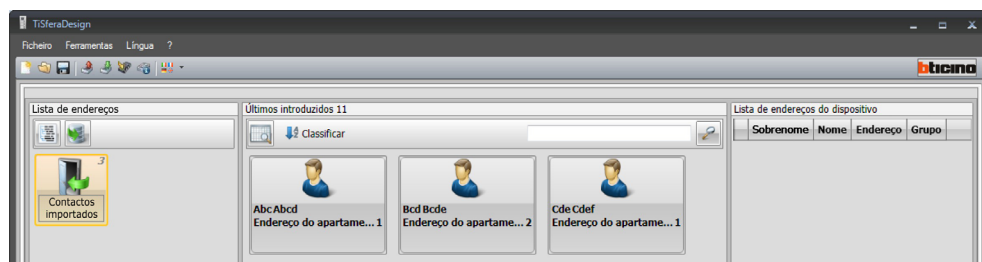 TiSferaDesign
Ficheiro Ferramentas Língua ?
bticino
Lista de endereços
Últimos introduzidos 11
Lista de endereços do dispositivo
Classificar
Sobrenome Nome Endereço Grupo
3
Contactos
importados
Abc Abcd
Endereço do apartame... 1
Bcd Bcde
Endereço do apartame... 2
Cde Cdef
Endereço do apartame... 1